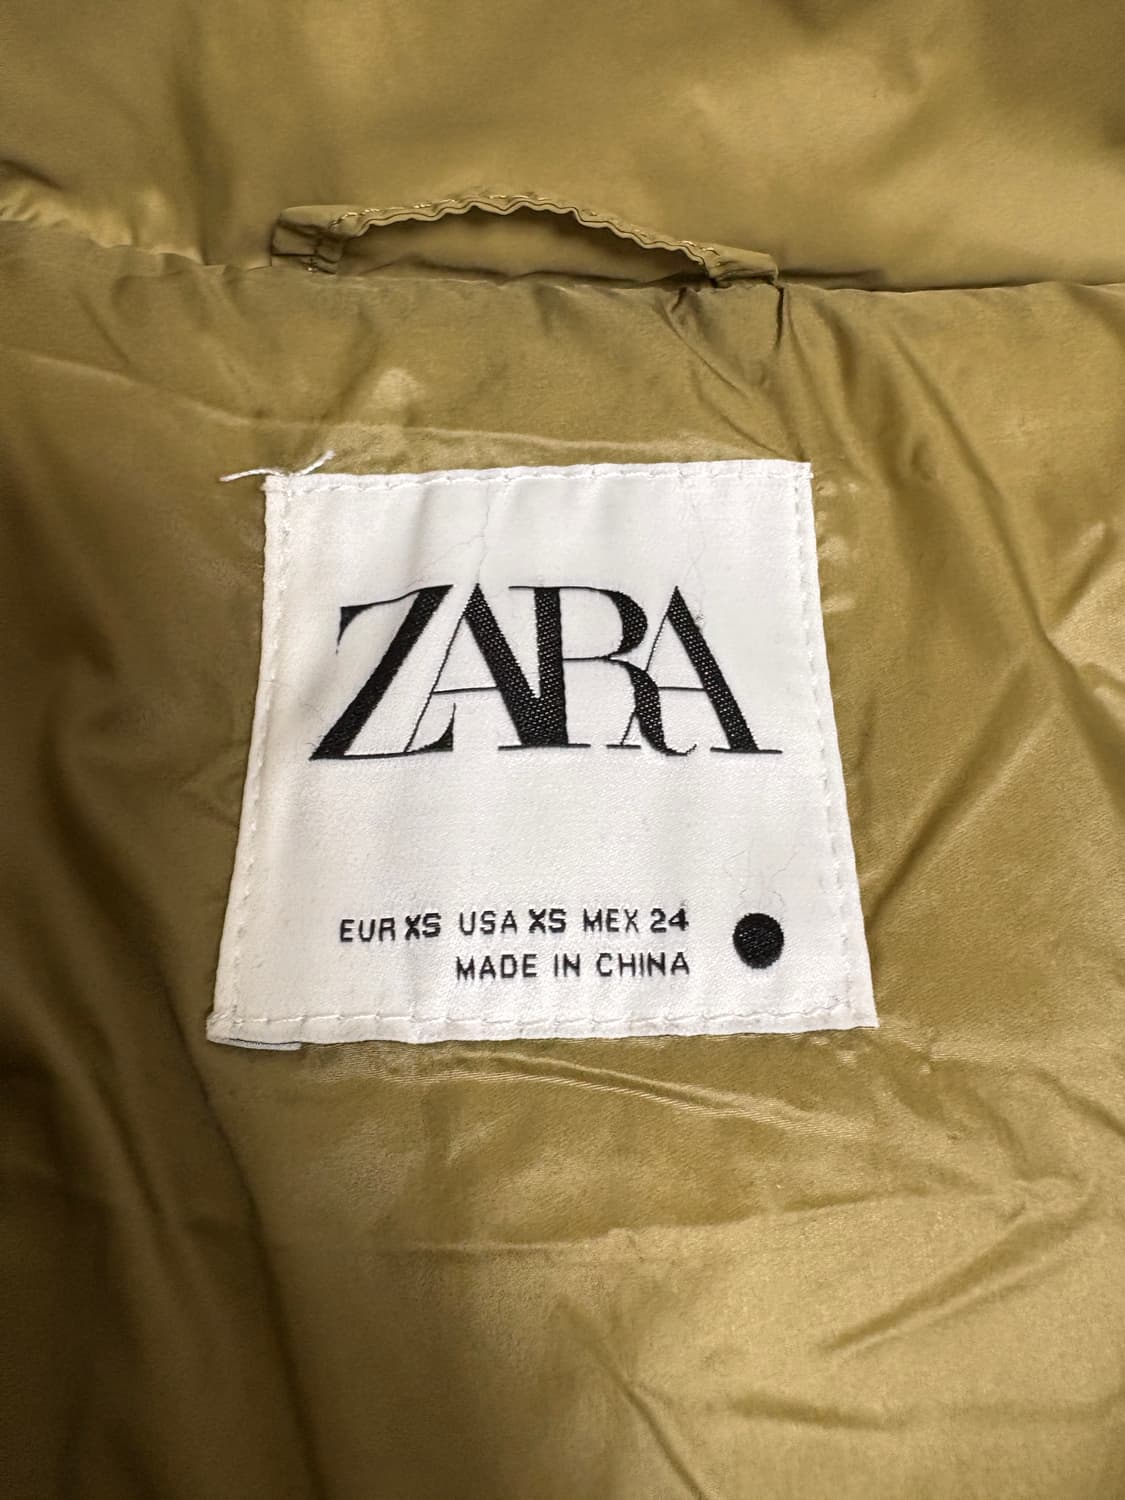 ZARA
EUR XS USA XS MEX 24
MADE IN CHINA